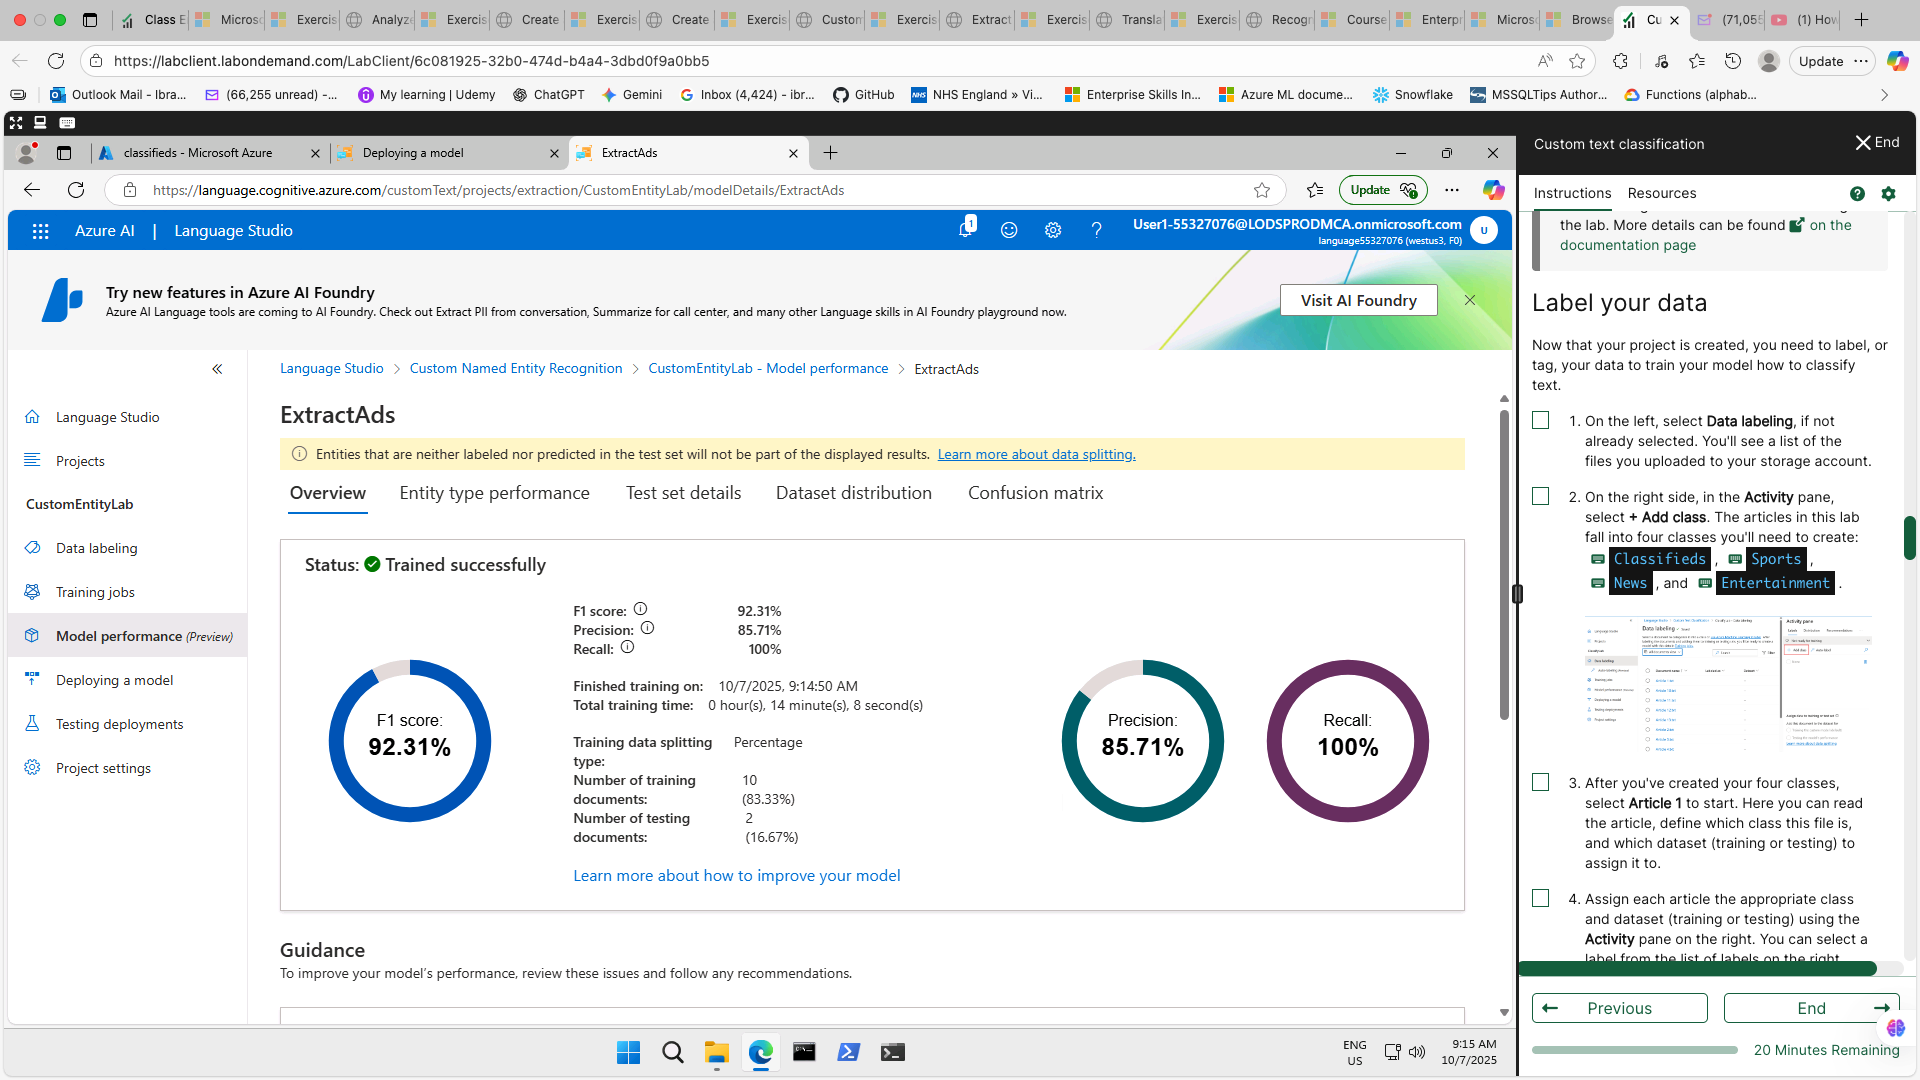 Class E
Microso
Exercis
Analyze
Exercis
Create
Exercis
Create
Exercis
Custom
Exercis
Extract
Exercis
Transla
Exercis
Recogn
Course
Enterpr
Microso
Browse
Cu
(71,055
(1) How
https://labclient.labondemand.com/LabClient/6c081925-32b0-474d-b4a4-3dbd0f9a0bb5
Update
Outlook Mail - Ibra...
(66,255 unread) -...
My learning | Udemy
ChatGPT
Gemini
Inbox (4,424) - ibr...
GitHub
NHS England » Vi...
Enterprise Skills In...
Azure ML docume...
Snowflake
MSSQLTips Author...
Functions (alphab...
classifieds - Microsoft Azure
Deploying a model
ExtractAds
https://language.cognitive.azure.com/customText/projects/extraction/CustomEntityLab/modelDetails/ExtractAds
Update
Azure AI | Language Studio
1
User1-55327076@LODSPRODMCA.onmicrosoft.com
language55327076 (westus3, F0)
U
Try new features in Azure AI Foundry
Azure AI Language tools are coming to AI Foundry. Check out Extract PII from conversation, Summarize for call center, and many other Language skills in AI Foundry playground now.
Visit AI Foundry
Language Studio
Projects
CustomEntityLab
Data labeling
Training jobs
Model performance (Preview)
Deploying a model
Testing deployments
Project settings
Language Studio > Custom Named Entity Recognition > CustomEntityLab - Model performance > ExtractAds
ExtractAds
Entities that are neither labeled nor predicted in the test set will not be part of the displayed results. Learn more about data splitting.
Overview
Entity type performance
Test set details
Dataset distribution
Confusion matrix
Status: Trained successfully
F1 score:
92.31%
F1 score: 92.31%
Precision: 85.71%
Recall: 100%
Finished training on: 10/7/2025, 9:14:50 AM
Total training time: 0 hour(s), 14 minute(s), 8 second(s)
Training data splitting type: Percentage
Number of training documents: 10 (83.33%)
Number of testing documents: 2 (16.67%)
Learn more about how to improve your model
Precision:
85.71%
Recall:
100%
Guidance
To improve your model's performance, review these issues and follow any recommendations.
ENG
US
9:15 AM
10/7/2025
Custom text classification
End
Instructions
Resources
the lab. More details can be found on the
documentation page
Label your data
Now that your project is created, you need to label, or
tag, your data to train your model how to classify
text.
1. On the left, select Data labeling, if not
already selected. You'll see a list of the
files you uploaded to your storage account.
2. On the right side, in the Activity pane,
select + Add class. The articles in this lab
fall into four classes you'll need to create:
Classifieds , Sports ,
News , and Entertainment .
Data labeling
Activity pane
3. After you've created your four classes,
select Article 1 to start. Here you can read
the article, define which class this file is,
and which dataset (training or testing) to
assign it to.
4. Assign each article the appropriate class
and dataset (training or testing) using the
Activity pane on the right. You can select a
label from the list of labels on the right
Previous
End
20 Minutes Remaining